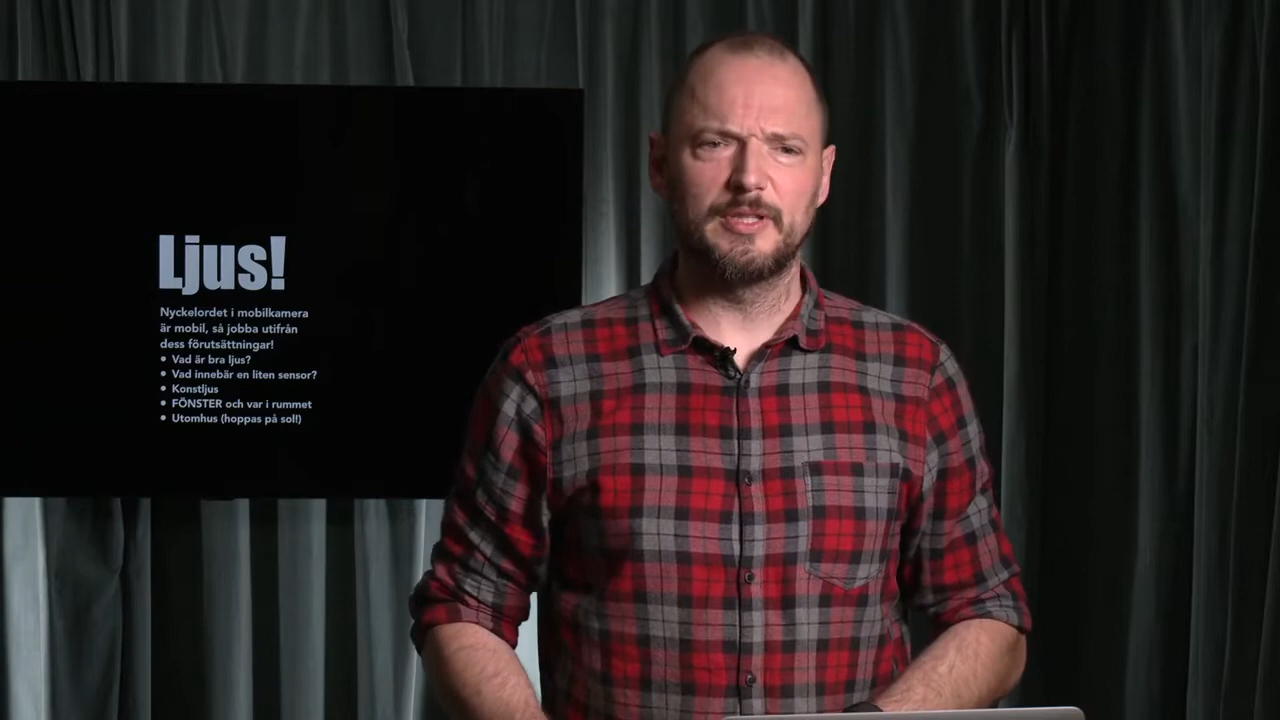 Ljus!
Nyckelordet i mobilkamera
är mobil, så jobba utifrån
dess förutsättningar!
• Vad är bra ljus?
• Vad innebär en liten sensor?
• Konstljus
• FÖNSTER och var i rummet
• Utomhus (hoppas på sol!)